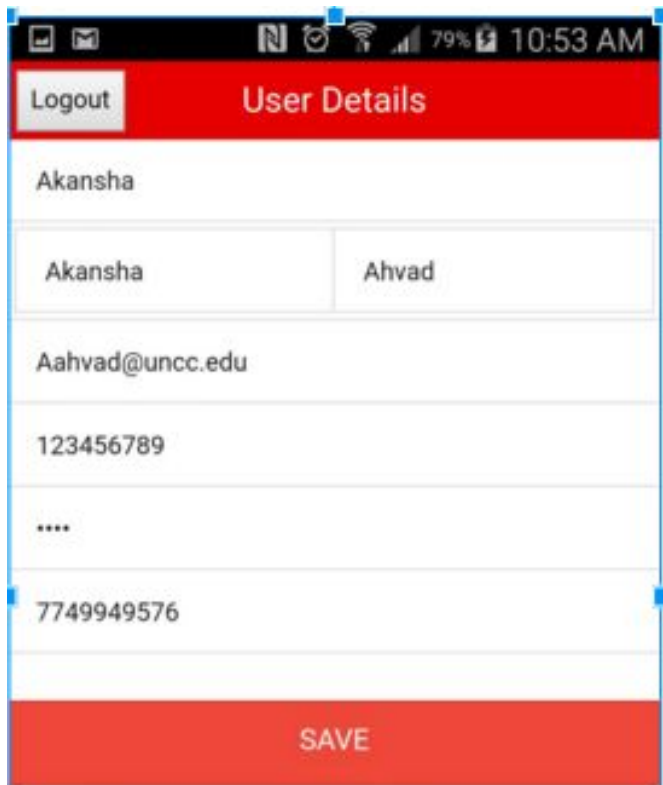 79% 10:53 AM
Logout User Details
Akansha
Akansha Ahvad
Aahvad@uncc.edu
123456789
••••
7749949576
SAVE